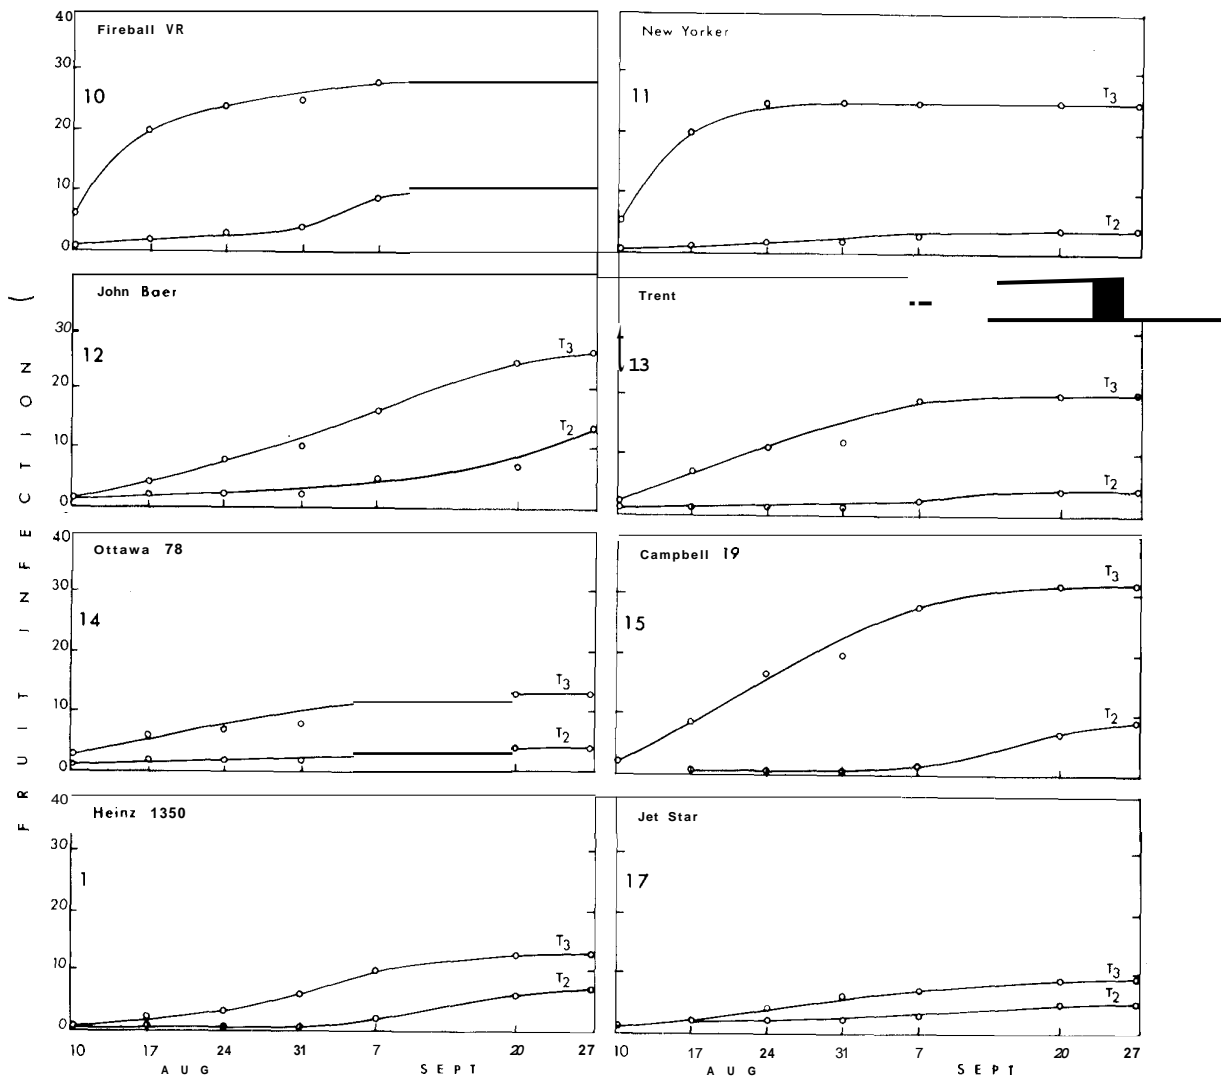 40
Fireball VR
30
10
20
10
0
New Yorker
11
T3
T2
John Baer
30
12
20
10
0
T3
T2
Trent
13
T3
T2
40
Ottawa 78
30
14
20
10
0
T3
T2
Campbell 19
15
T3
T2
40
Heinz 1350
30
1
20
10
0
T3
T2
Jet Star
17
T3
T2
10 17 24 31 7 20 27
AUG SEPT
10 17 24 31 7 20 27
AUG SEPT
FRUIT INFECTION (